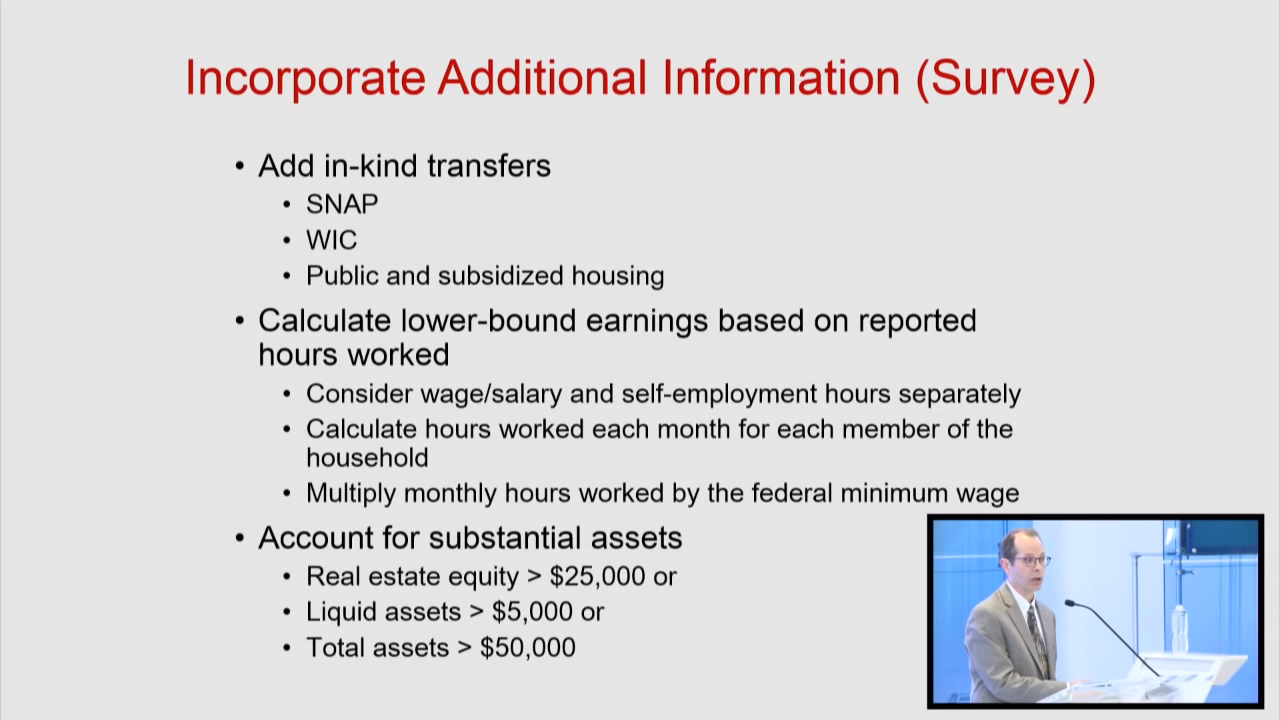 Incorporate Additional Information (Survey)
• Add in-kind transfers
• SNAP
• WIC
• Public and subsidized housing
• Calculate lower-bound earnings based on reported
hours worked
• Consider wage/salary and self-employment hours separately
• Calculate hours worked each month for each member of the
household
• Multiply monthly hours worked by the federal minimum wage
• Account for substantial assets
• Real estate equity > $25,000 or
• Liquid assets > $5,000 or
• Total assets > $50,000